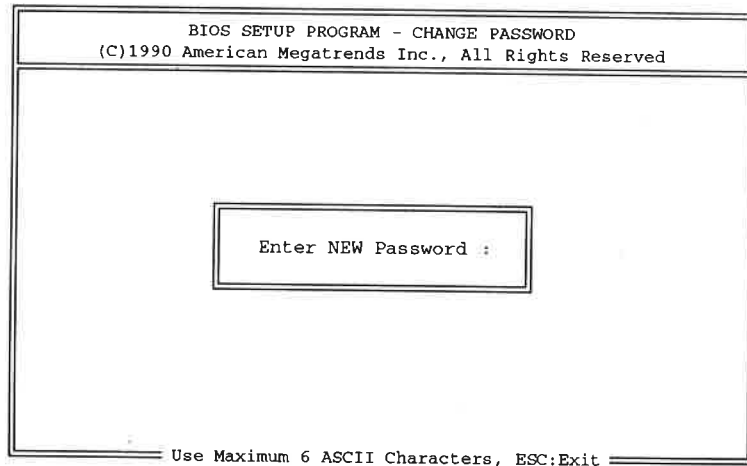 BIOS SETUP PROGRAM - CHANGE PASSWORD
(C)1990 American Megatrends Inc., All Rights Reserved
Enter NEW Password :
Use Maximum 6 ASCII Characters, ESC:Exit